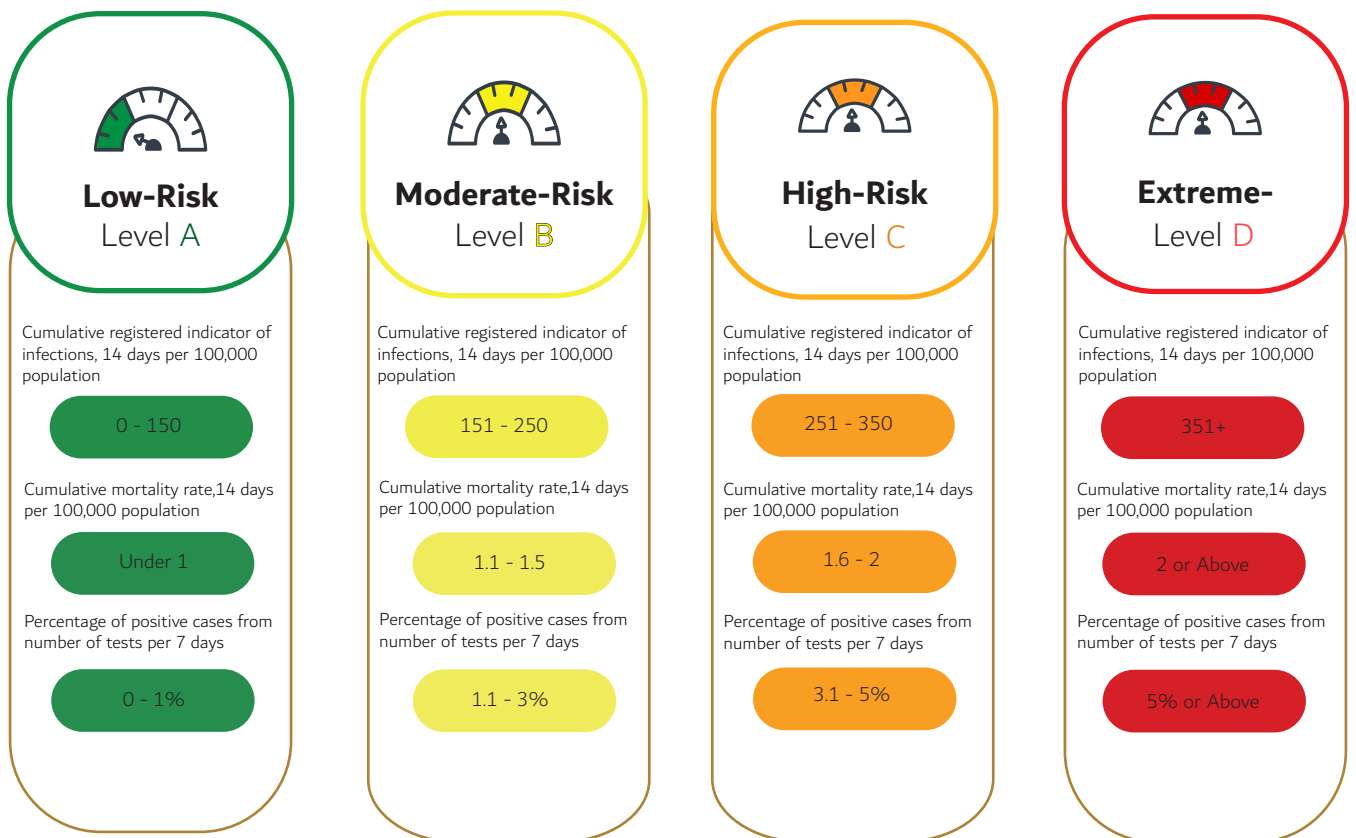 Low-Risk
Level A
Cumulative registered indicator of
infections, 14 days per 100,000
population
0 - 150
Cumulative mortality rate,14 days
per 100,000 population
Under 1
Percentage of positive cases from
number of tests per 7 days
0 - 1%
Moderate-Risk
Level B
Cumulative registered indicator of
infections, 14 days per 100,000
population
151 - 250
Cumulative mortality rate,14 days
per 100,000 population
1.1 - 1.5
Percentage of positive cases from
number of tests per 7 days
1.1 - 3%
High-Risk
Level C
Cumulative registered indicator of
infections, 14 days per 100,000
population
251 - 350
Cumulative mortality rate,14 days
per 100,000 population
1.6 - 2
Percentage of positive cases from
number of tests per 7 days
3.1 - 5%
Extreme-
Level D
Cumulative registered indicator of
infections, 14 days per 100,000
population
351+
Cumulative mortality rate,14 days
per 100,000 population
2 or Above
Percentage of positive cases from
number of tests per 7 days
5% or Above